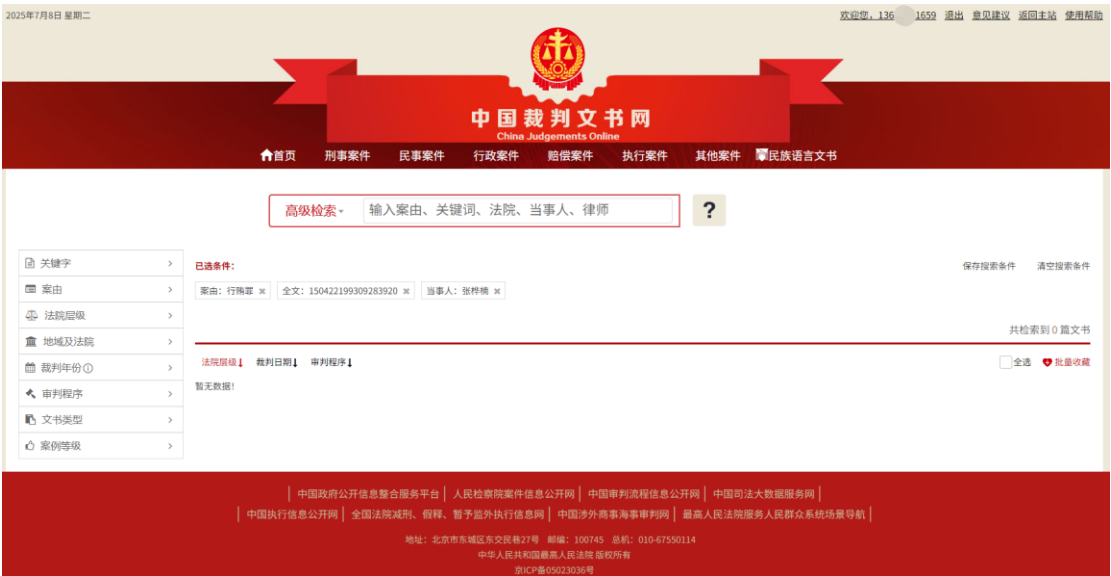 2025年7月8日 星期二
欢迎您，136 1659 退出 意见建议 返回主站 使用帮助
中国裁判文书网
China Judgements Online
首页 刑事案件 民事案件 行政案件 赔偿案件 执行案件 其他案件 民族语言文书
高级检索 输入案由、关键词、法院、当事人、律师 ?
关键字
案由
法院层级
地域及法院
裁判年份
审判程序
文书类型
案例等级
已选条件： 保存搜索条件 清空搜索条件
案由：行贿罪 全文：150422199309283920 当事人：张桦楠
共检索到 0 篇文书
法院层级 裁判日期 审判程序 全选 批量收藏
暂无数据!
中国政府公开信息整合服务平台 | 人民检察院案件信息公开网 | 中国审判流程信息公开网 | 中国司法大数据服务网 |
中国执行信息公开网 | 全国法院减刑、假释、暂予监外执行信息网 | 中国涉外商事海事审判网 | 最高人民法院服务人民群众系统场景导航 |
地址：北京市东城区东交民巷27号 邮编：100745 总机：010-67550114
中华人民共和国最高人民法院 版权所有
京ICP备05023036号